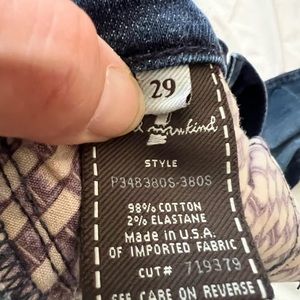 29
mankind
STYLE
P348380S-380S
98% COTTON
2% ELASTANE
Made in U.S.A.
OF IMPORTED FABRIC
CUT# 719379
SEE CARE ON REVERSE